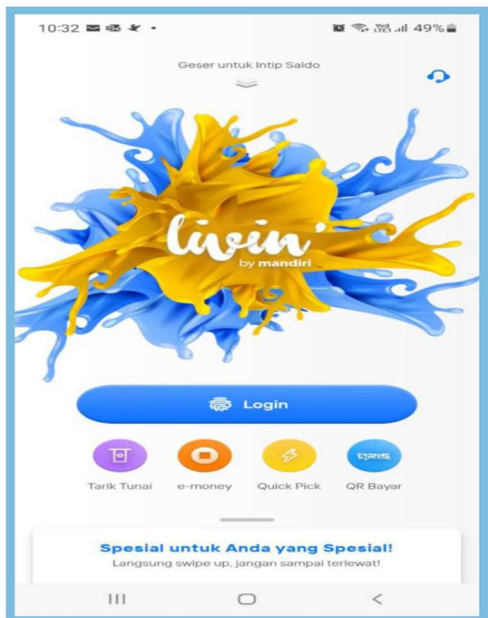 10:32
49%
Geser untuk Intip Saldo
livin'
by mandiri
Login
Tarik Tunai e-money Quick Pick QR Bayar
QRIS
Spesial untuk Anda yang Spesial!
Langsung swipe up, jangan sampai terlewat!